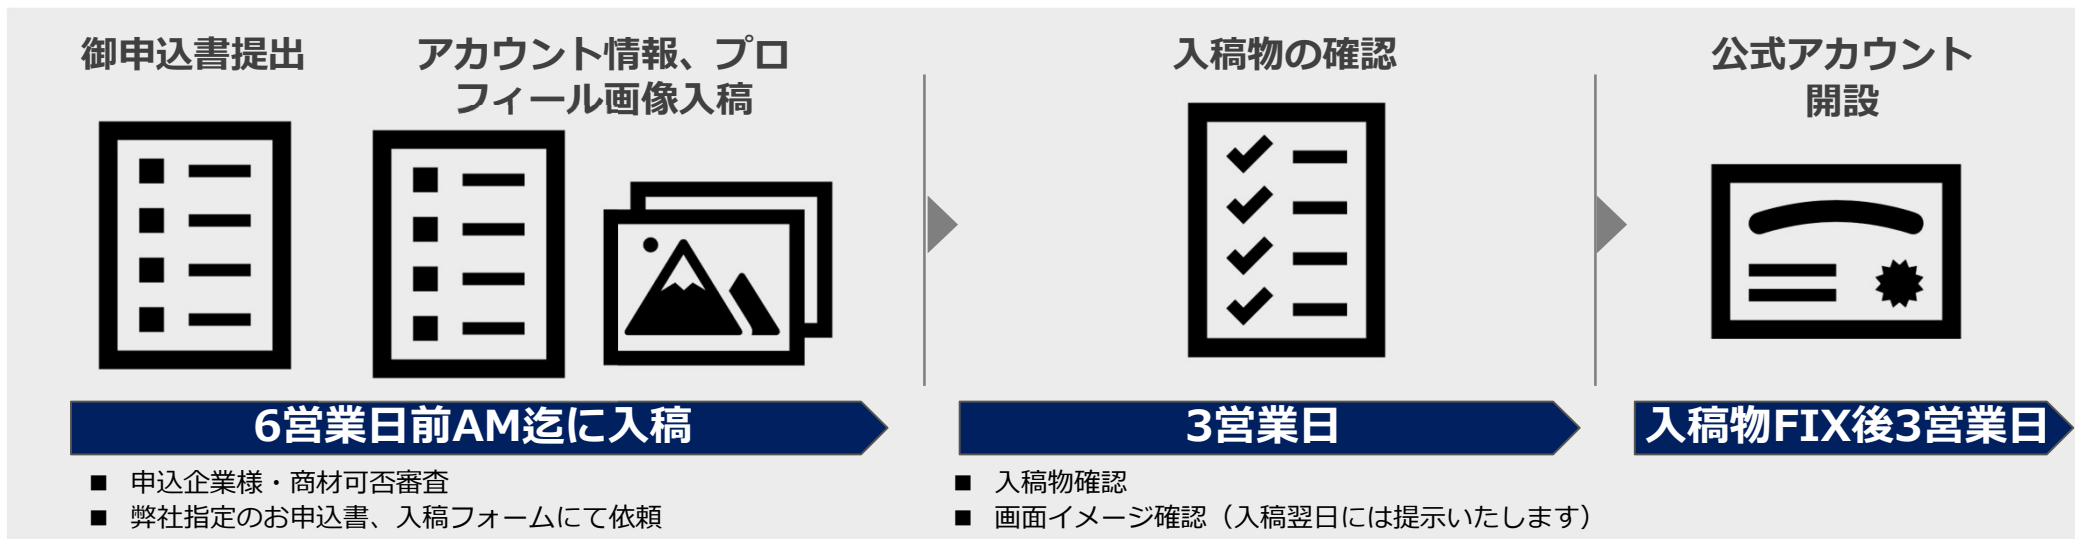 御申込書提出
アカウント情報、プロ
フィール画像入稿
入稿物の確認
公式アカウント
開設
6営業日前AM迄に入稿
3営業日
入稿物FIX後3営業日
■ 申込企業様・商材可否審査
■ 弊社指定のお申込書、入稿フォームにて依頼
■ 入稿物確認
■ 画面イメージ確認（入稿翌日には提示いたします）